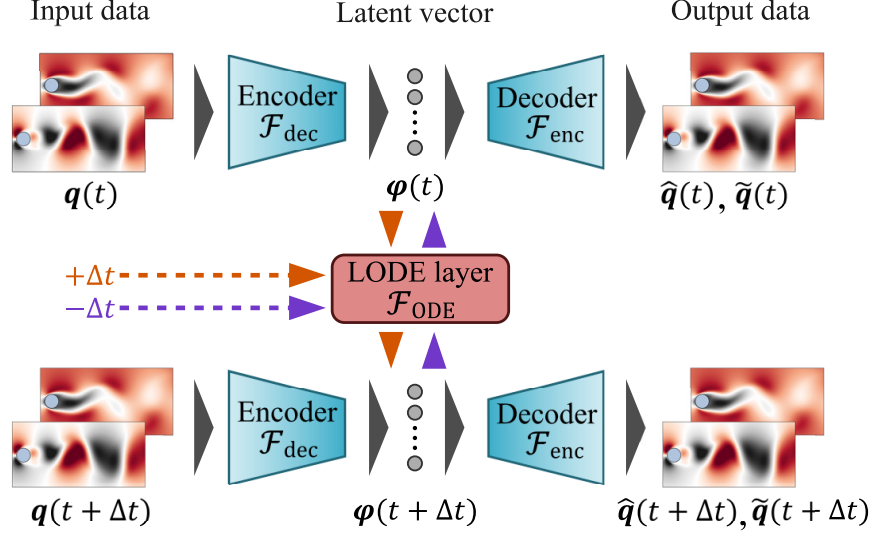 Input data Latent vector Output data
Encoder Decoder
ℱdec ℱenc
q(t) φ(t) q̂(t), q̃(t)
+Δt LODE layer
−Δt ℱODE
Encoder Decoder
ℱdec ℱenc
q(t + Δt) φ(t + Δt) q̂(t + Δt), q̃(t + Δt)